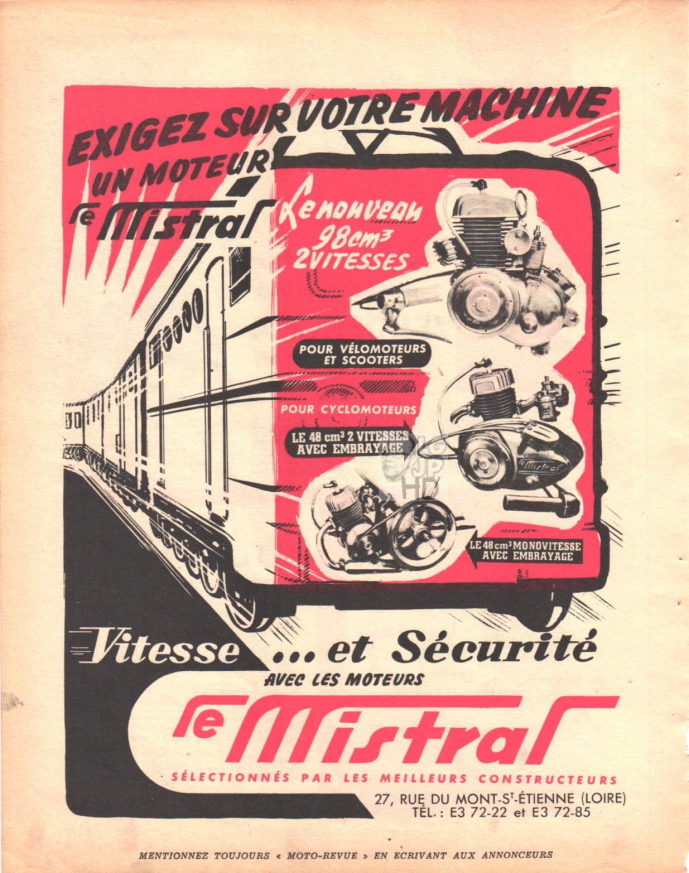 EXIGEZ SUR VOTRE MACHINE
UN MOTEUR
le Mistral
Le nouveau
98cm³
2 VITESSES
POUR VÉLOMOTEURS
ET SCOOTERS
POUR CYCLOMOTEURS
LE 48 cm³ 2 VITESSES
AVEC EMBRAYAGE
le Mistral
LE 48 cm³ MONOVITESSE
AVEC EMBRAYAGE
Vitesse ... et Sécurité
AVEC LES MOTEURS
le Mistral
SÉLECTIONNÉS PAR LES MEILLEURS CONSTRUCTEURS
27, RUE DU MONT-Sᵀ-ÉTIENNE (LOIRE)
TÉL. : E3 72-22 et E3 72-85
MENTIONNEZ TOUJOURS « MOTO-REVUE » EN ECRIVANT AUX ANNONCEURS